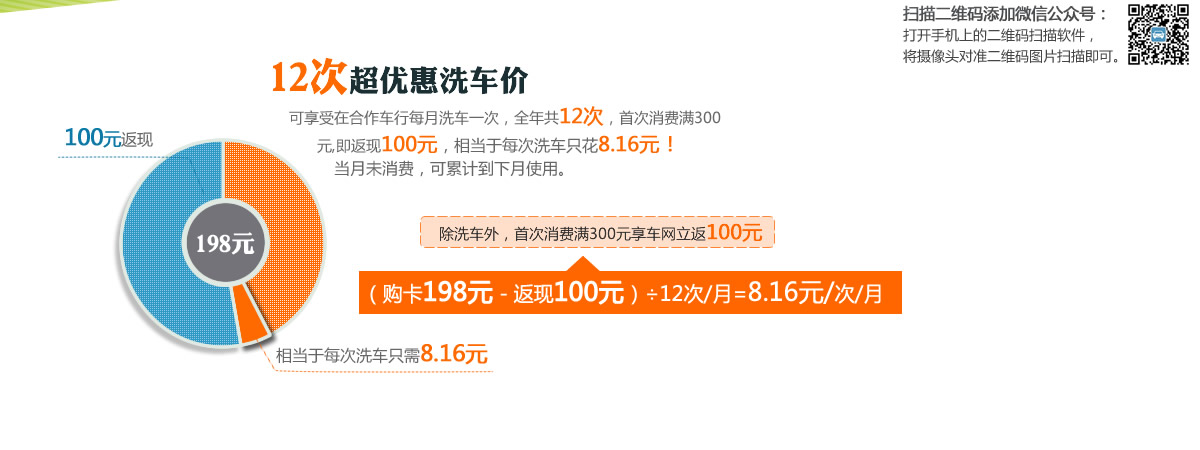 扫描二维码添加微信公众号：
打开手机上的二维码扫描软件，
将摄像头对准二维码图片扫描即可。
12次超优惠洗车价
可享受在合作车行每月洗车一次，全年共12次，首次消费满300
元,即返现100元，相当于每次洗车只花8.16元！
当月未消费，可累计到下月使用。
100元返现
198元
除洗车外，首次消费满300元享车网立返100元
（购卡198元 - 返现100元）÷12次/月=8.16元/次/月
相当于每次洗车只需8.16元